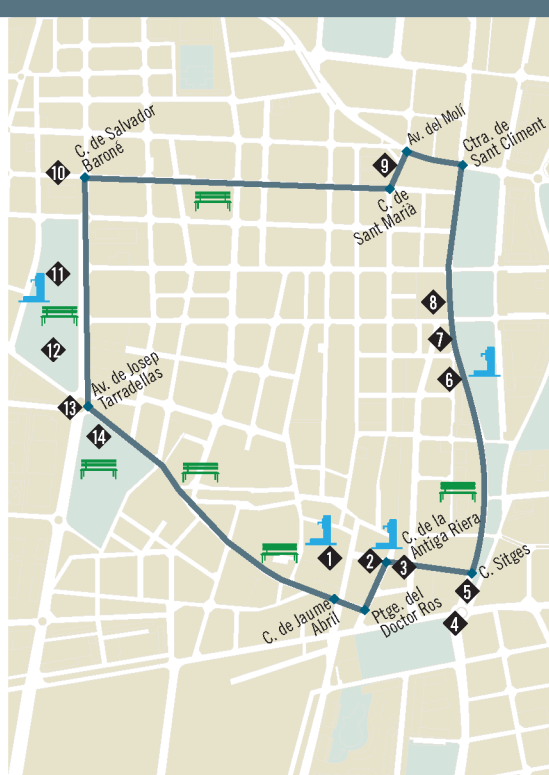 C. de Salvador
Baroné
Av. del Molí
Ctra. de
Sant Climent
9
10
C. de
Sant Marià
11
8
7
12
6
Av. de Josep
Tarradellas
13
14
C. de la
Antiga Riera
1
2
3
C. Sitges
5
C. de Jaume
Abril
Ptge. del
Doctor Ros
4